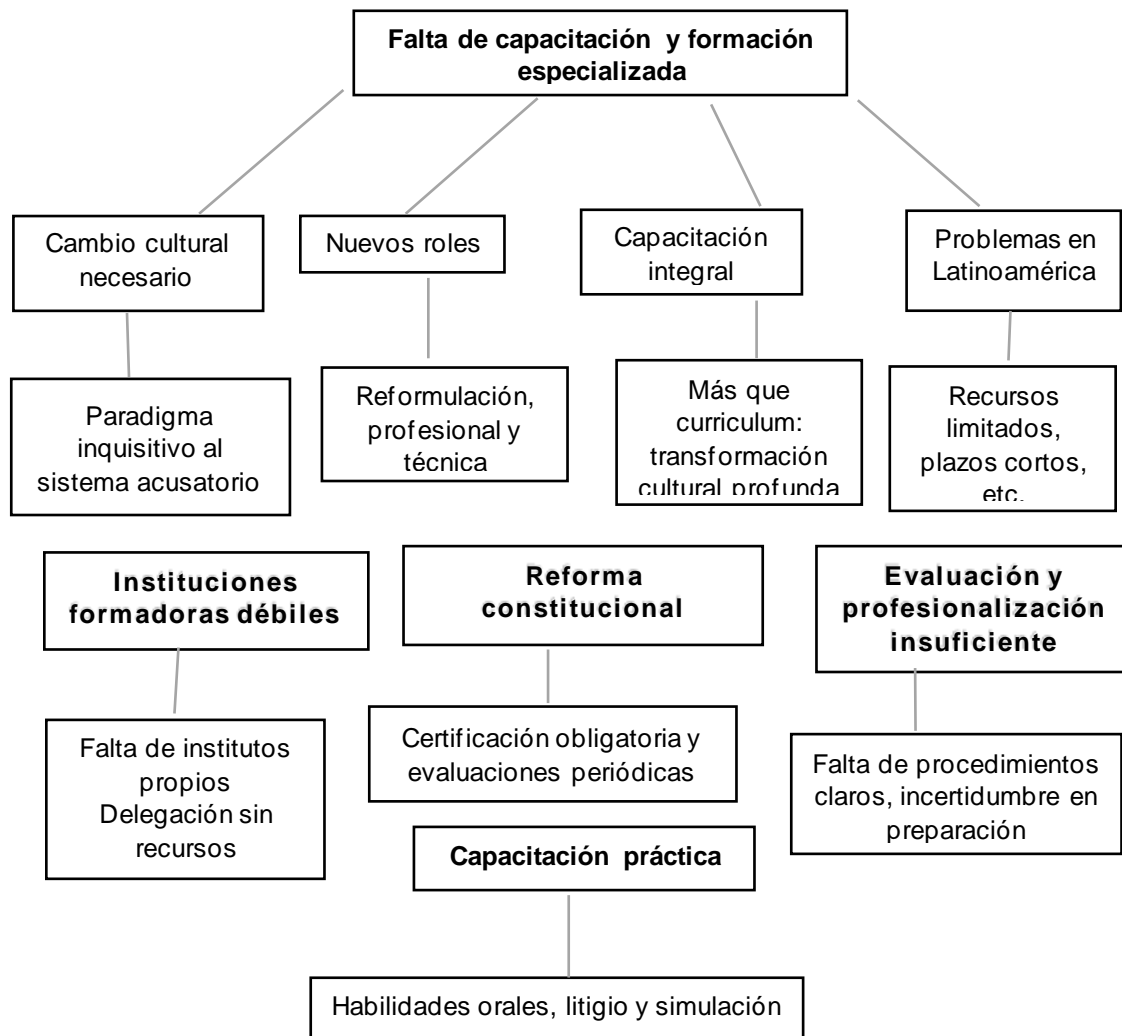 Falta de capacitación y formación
especializada
Cambio cultural
necesario
Nuevos roles
Capacitación
integral
Problemas en
Latinoamérica
Paradigma
inquisitivo al
sistema acusatorio
Reformulación,
profesional y
técnica
Más que
curriculum:
transformación
cultural profunda
Recursos
limitados,
plazos cortos,
etc.
Instituciones
formadoras débiles
Reforma
constitucional
Evaluación y
profesionalización
insuficiente
Falta de institutos
propios
Delegación sin
recursos
Certificación obligatoria y
evaluaciones periódicas
Falta de procedimientos
claros, incertidumbre en
preparación
Capacitación práctica
Habilidades orales, litigio y simulación